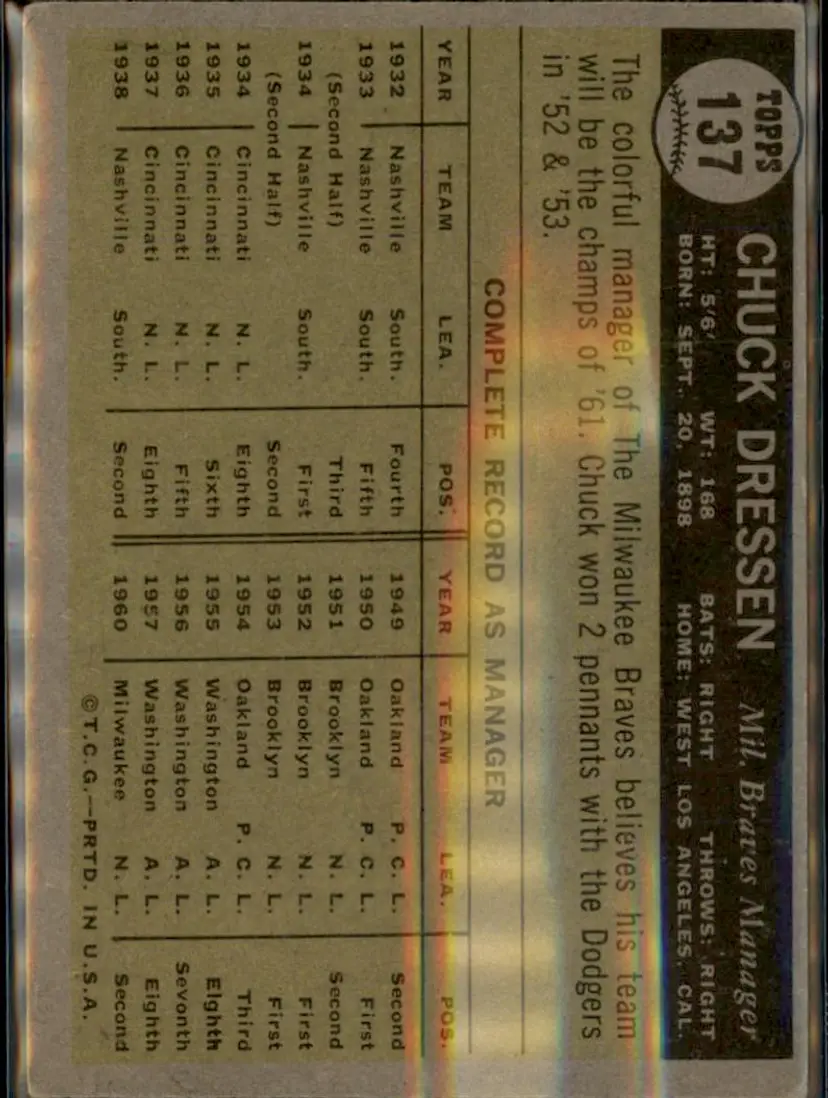 TOPPS
137
CHUCK DRESSEN Mil. Braves Manager
HT: 5'6' WT: 168 BATS: RIGHT THROWS: RIGHT
BORN: SEPT. 20, 1898 HOME: WEST LOS ANGELES, CAL.
The colorful manager of The Milwaukee Braves believes his team
will be the champs of '61. Chuck won 2 pennants with the Dodgers
in '52 & '53.
COMPLETE RECORD AS MANAGER
YEAR TEAM LEA. POS. YEAR TEAM LEA. POS.
1932 Nashville South. Fourth 1949 Oakland P. C. L. Second
1933 Nashville South. Fifth 1950 Oakland P. C. L. First
(Second Half) Third 1951 Brooklyn N. L. Second
1934 Nashville South. First 1952 Brooklyn N. L. First
(Second Half) Second 1953 Brooklyn N. L. First
1934 Cincinnati N. L. Eighth 1954 Oakland P. C. L. Third
1935 Cincinnati N. L. Sixth 1955 Washington A. L. Eighth
1936 Cincinnati N. L. Fifth 1956 Washington A. L. Sevonth
1937 Cincinnati N. L. Eighth 1957 Washington A. L. Eighth
1938 Nashville South. Second 1960 Milwaukee N. L. Second
©T.C.G.—PRTD. IN U.S.A.